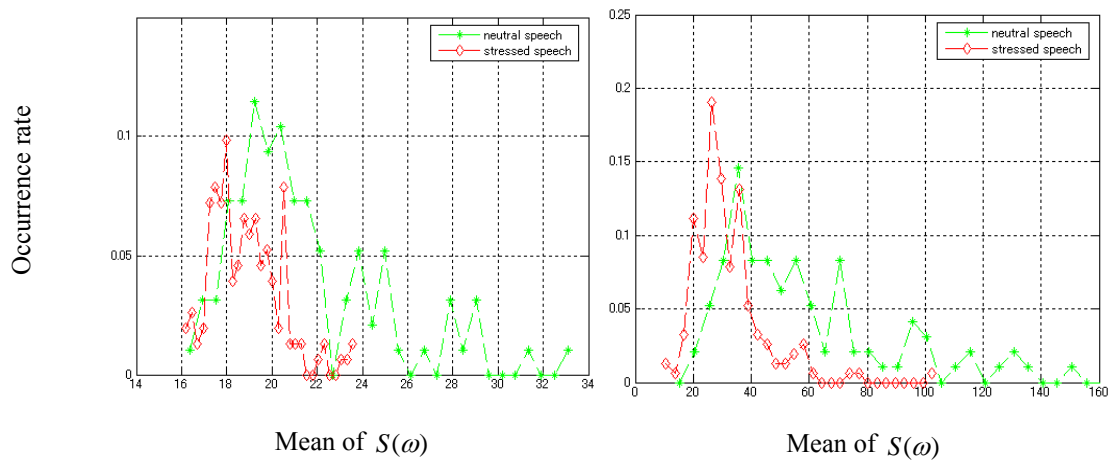 neutral speech
stressed speech
0.1
0.05
0
14 16 18 20 22 24 26 28 30 32 34
Occurrence rate
Mean of S(ω)
neutral speech
stressed speech
0.25
0.2
0.15
0.1
0.05
0
0 20 40 60 80 100 120 140 160
Mean of S(ω)